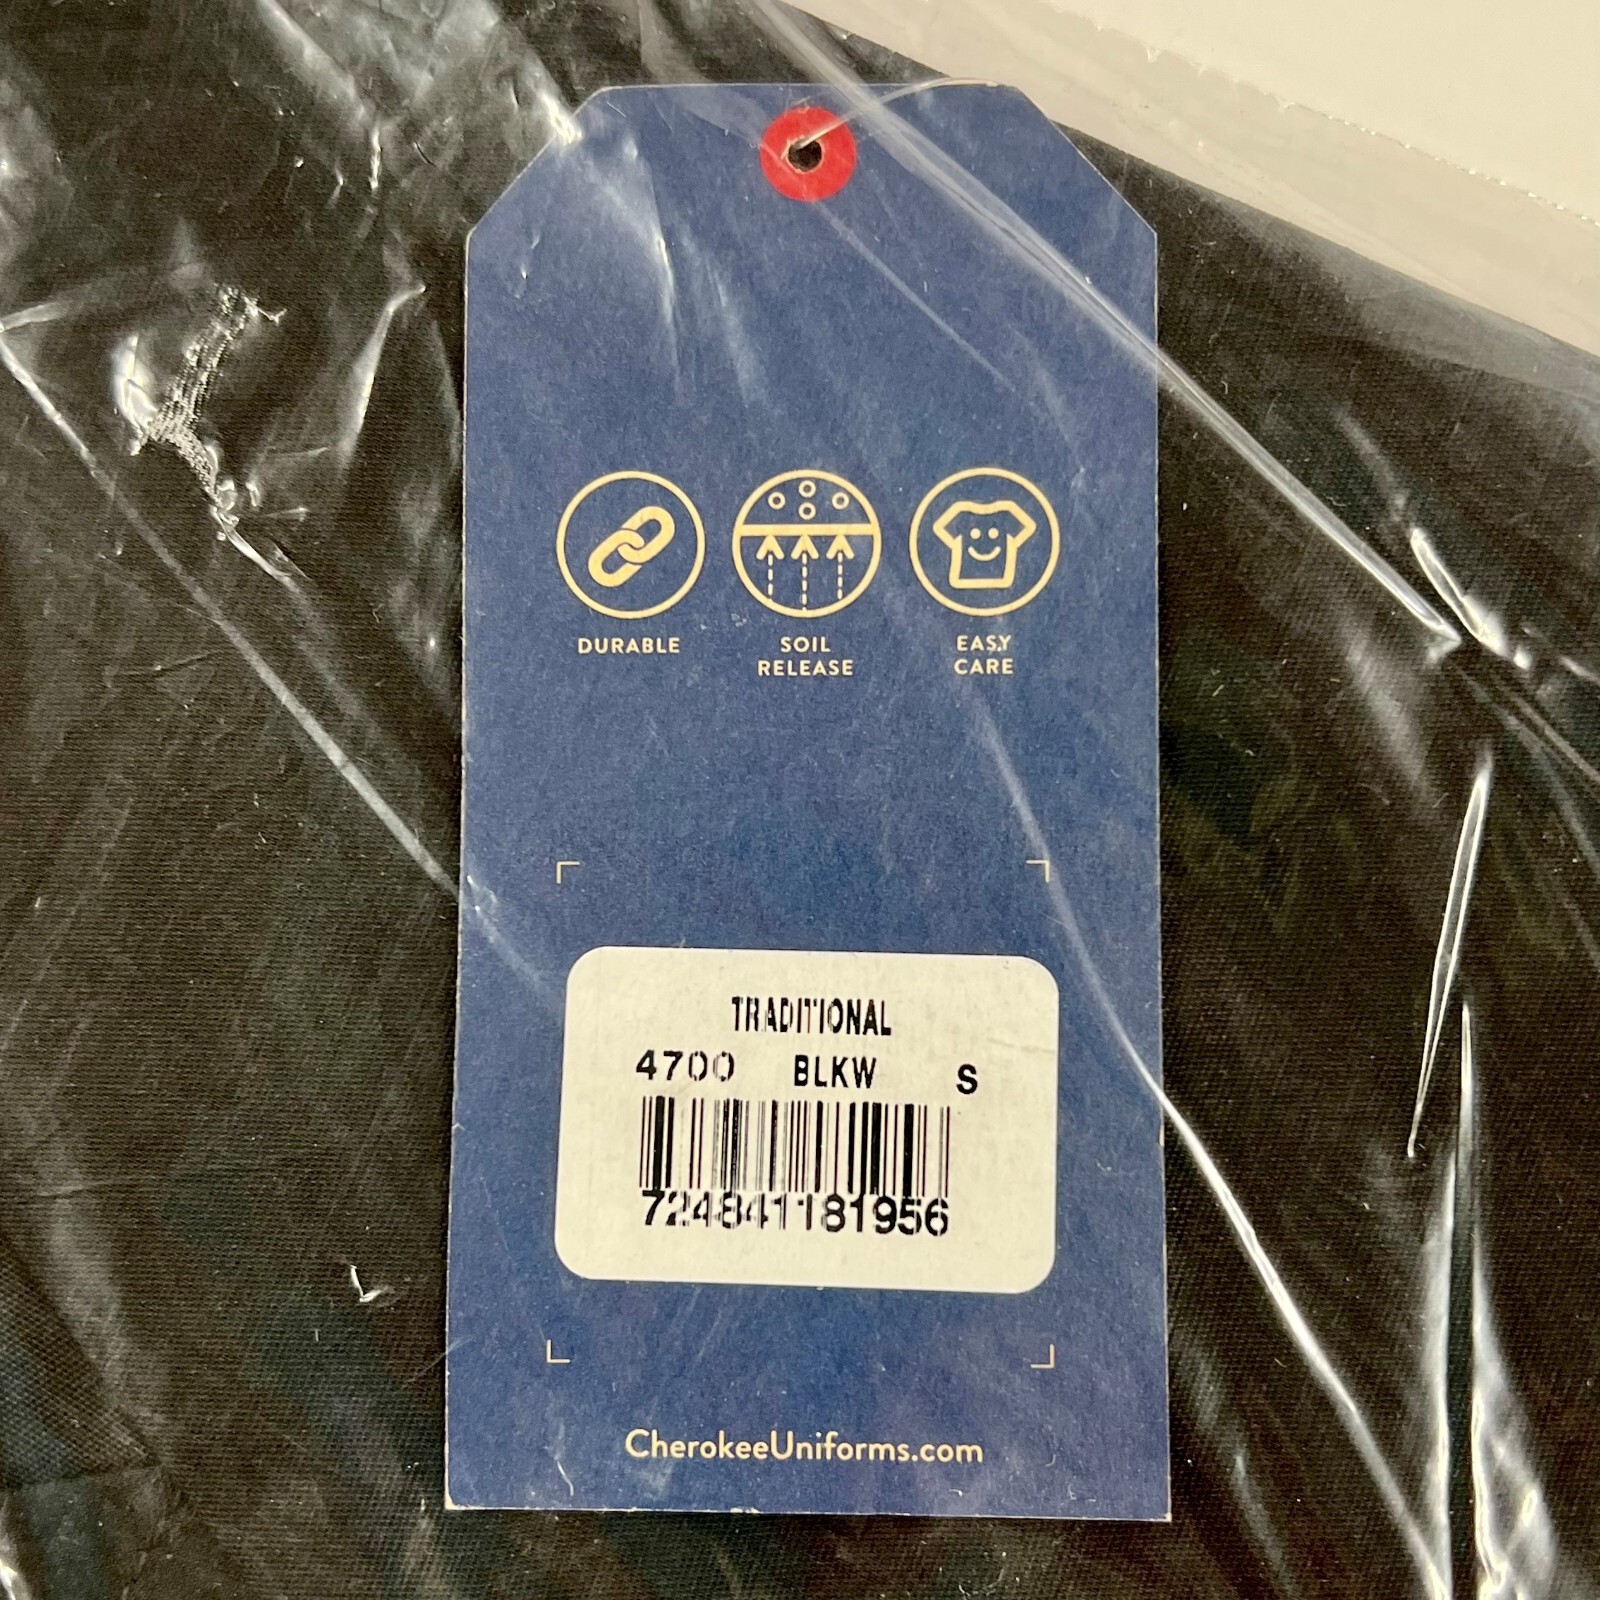 DURABLE
SOIL
RELEASE
EASY
CARE
TRADITIONAL
4700 BLKW S
724841181956
CherokeeUniforms.com